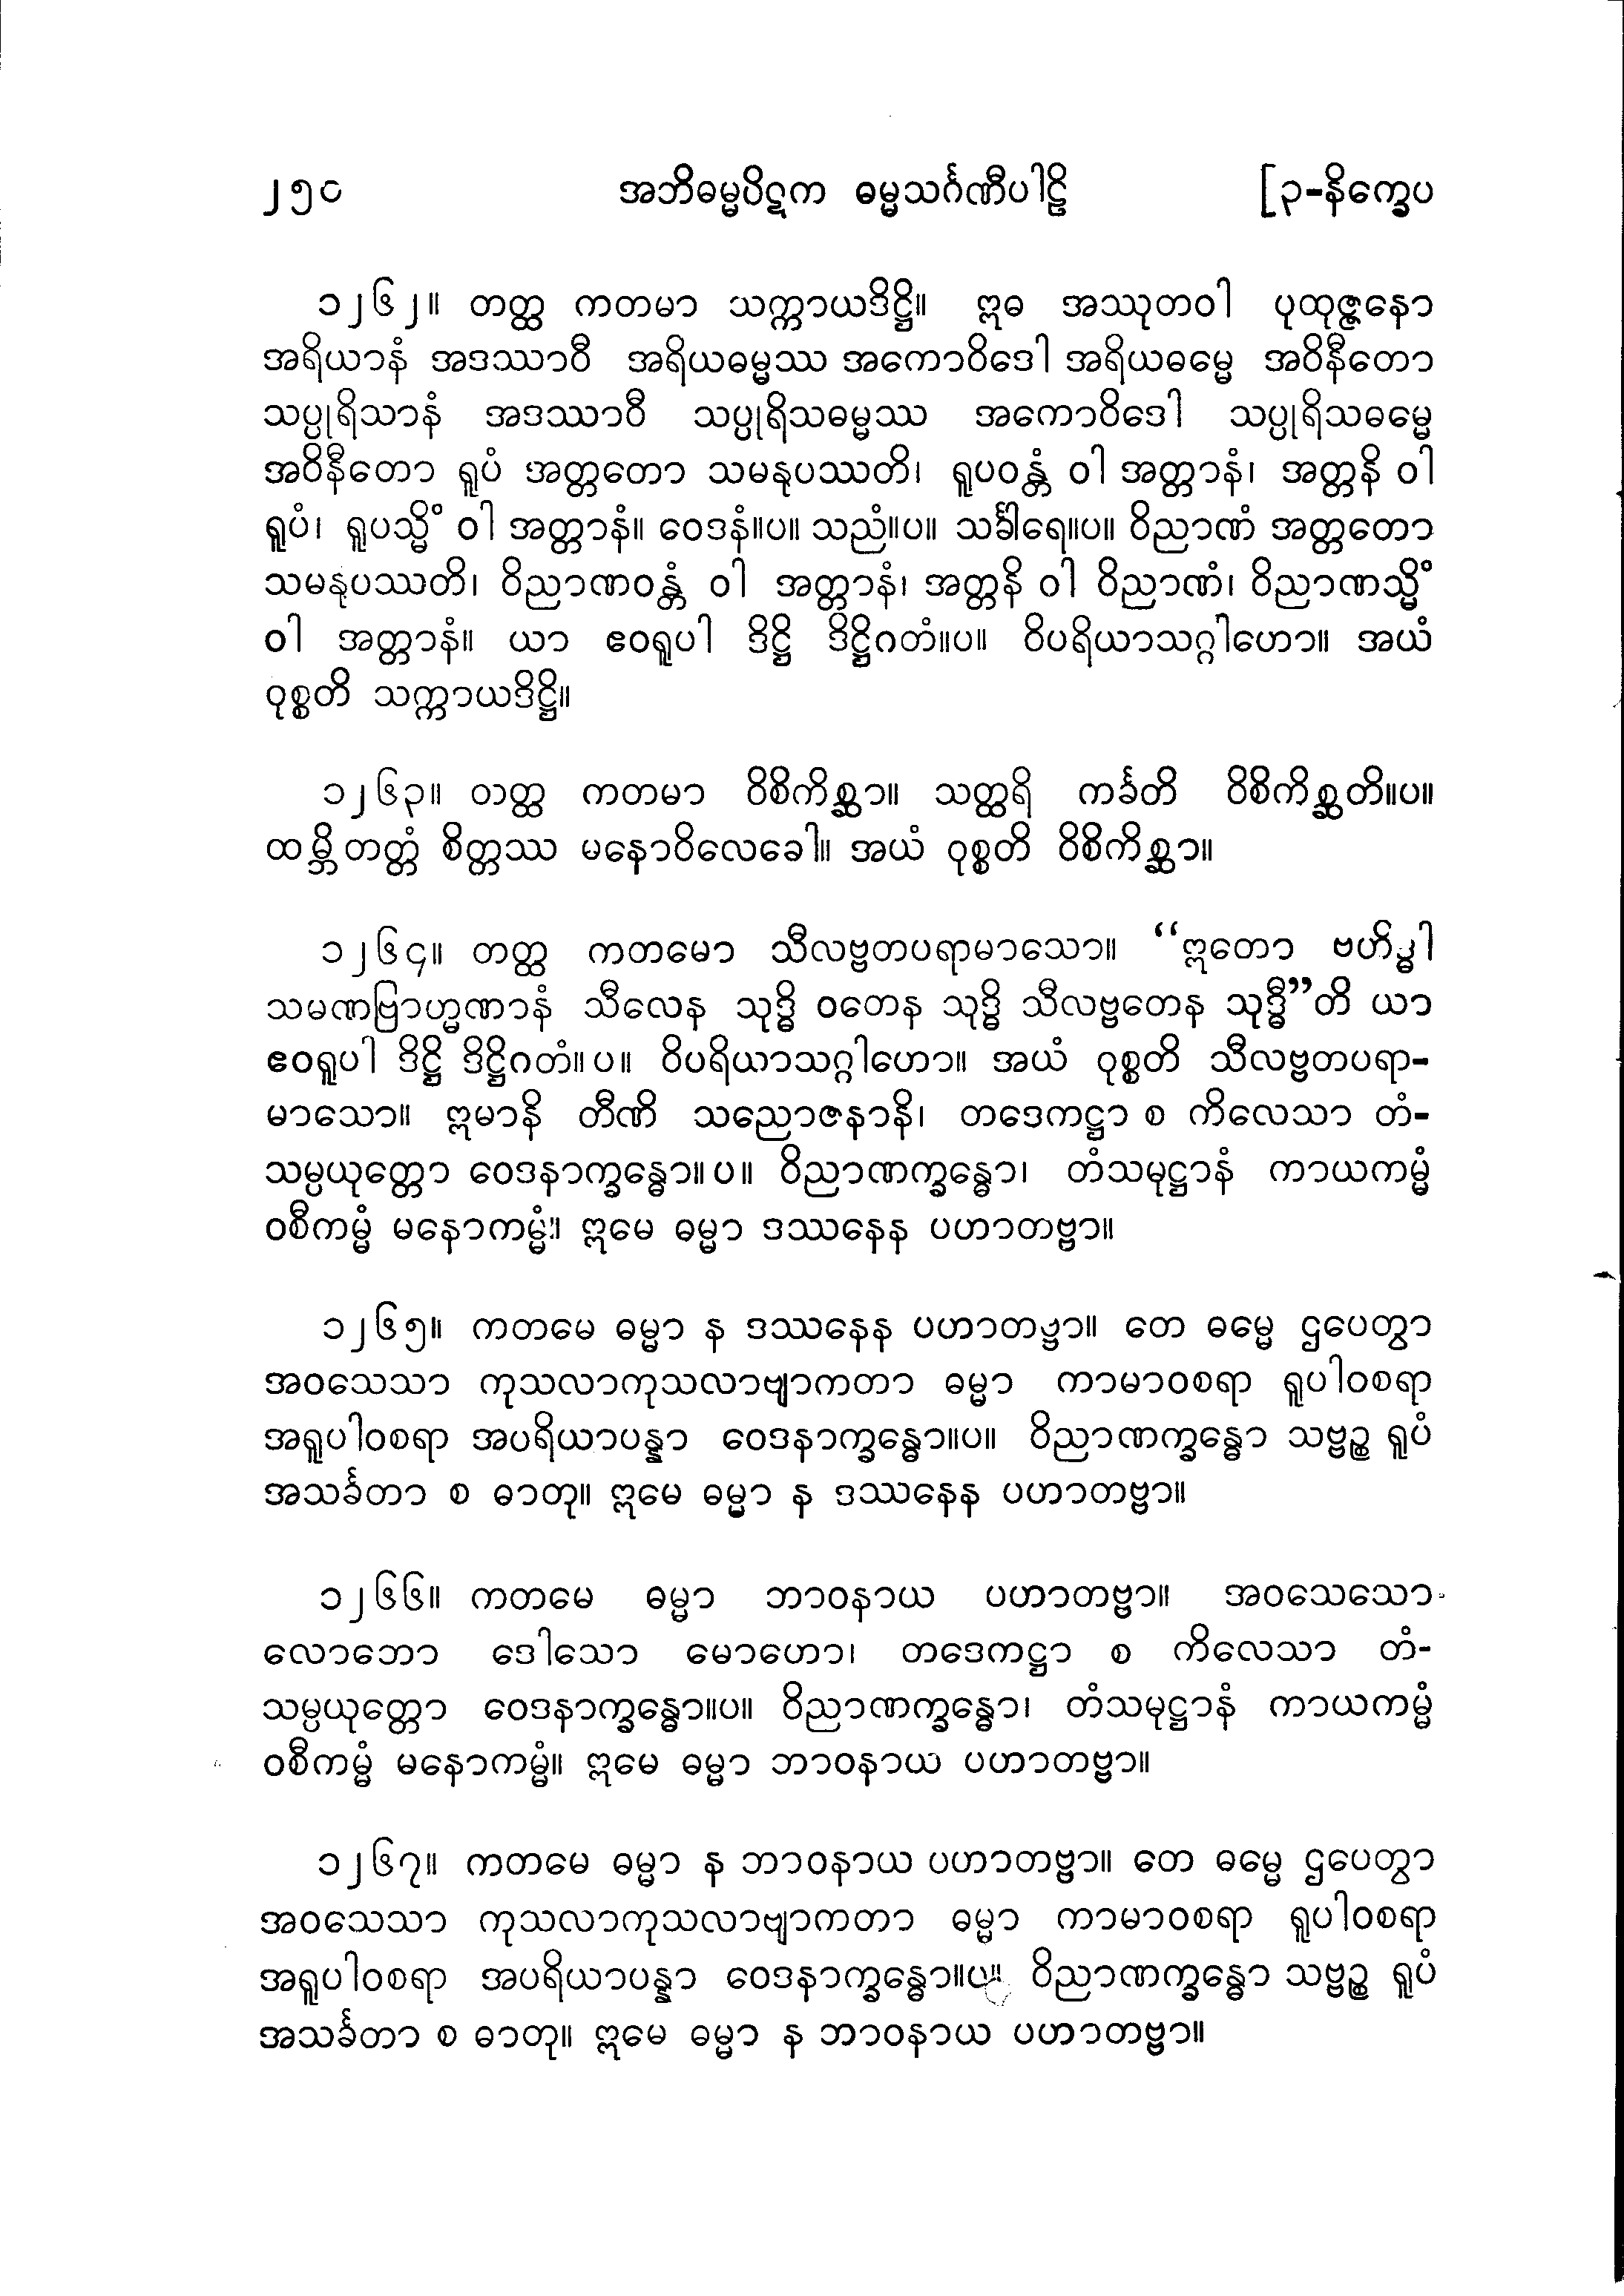 ၂၅၀ အဘိဓမ္မပိဋက ဓမ္မသင်္ဂဏီပါဠိ [၃-နိက္ခေပ
၁၂၆၂။ တတ္ထ ကတမာ သက္ကာယဒိဋ္ဌိ။ ဣဓ အဿုတဝါ ပုထုဇ္ဇနော
အရိယာနံ အဒဿာဝီ အရိယဓမ္မဿ အကောဝိဒေါ အရိယဓမ္မေ အဝိနီတော
သပ္ပုရိသာနံ အဒဿာဝီ သပ္ပုရိသဓမ္မဿ အကောဝိဒေါ သပ္ပုရိသဓမ္မေ
အဝိနီတော ရူပံ အတ္တတော သမနုပဿတိ၊ ရူပဝန္တံ ဝါ အတ္တာနံ၊ အတ္တနိ ဝါ
ရူပံ၊ ရူပသ္မိံ ဝါ အတ္တာနံ။ ဝေဒနံ။ပ။ သညံ။ပ။ သင်္ခါရေ။ပ။ ဝိညာဏံ အတ္တတော
သမနုပဿတိ၊ ဝိညာဏဝန္တံ ဝါ အတ္တာနံ၊ အတ္တနိ ဝါ ဝိညာဏံ၊ ဝိညာဏသ္မိံ
ဝါ အတ္တာနံ။ ယာ ဧဝရူပါ ဒိဋ္ဌိ ဒိဋ္ဌိဂတံ။ပ။ ဝိပရိယာသဂ္ဂါဟော။ အယံ
ဝုစ္စတိ သက္ကာယဒိဋ္ဌိ။
၁၂၆၃။ တတ္ထ ကတမာ ဝိစိကိစ္ဆာ။ သတ္ထရိ ကင်္ခတိ ဝိစိကိစ္ဆတိ။ပ။
ထမ္ဘိတတ္တံ စိတ္တဿ မနောဝိလေခေါ။ အယံ ဝုစ္စတိ ဝိစိကိစ္ဆာ။
၁၂၆၄။ တတ္ထ ကတမော သီလဗ္ဗတပရာမာသော။ “ဣတော ဗဟိဒ္ဓါ
သမဏဗြာဟ္မဏာနံ သီလေန သုဒ္ဓိ ဝတေန သုဒ္ဓိ သီလဗ္ဗတေန သုဒ္ဓီ”တိ ယာ
ဧဝရူပါ ဒိဋ္ဌိ ဒိဋ္ဌိဂတံ။ပ။ ဝိပရိယာသဂ္ဂါဟော။ အယံ ဝုစ္စတိ သီလဗ္ဗတပရာ-
မာသော။ ဣမာနိ တီဏိ သညောဇနာနိ၊ တဒေကဋ္ဌာ စ ကိလေသာ တံ-
သမ္ပယုတ္တော ဝေဒနာက္ခန္ဓော။ပ။ ဝိညာဏက္ခန္ဓော၊ တံသမုဋ္ဌာနံ ကာယကမ္မံ
ဝစီကမ္မံ မနောကမ္မံ။ ဣမေ ဓမ္မာ ဒဿနေန ပဟာတဗ္ဗာ။
၁၂၆၅။ ကတမေ ဓမ္မာ န ဒဿနေန ပဟာတဗ္ဗာ။ တေ ဓမ္မေ ဌပေတွာ
အဝသေသာ ကုသလာကုသလာဗျာကတာ ဓမ္မာ ကာမာဝစရာ ရူပါဝစရာ
အရူပါဝစရာ အပရိယာပန္နာ ဝေဒနာက္ခန္ဓော။ပ။ ဝိညာဏက္ခန္ဓော သဗ္ဗဉ္စ ရူပံ
အသင်္ခတာ စ ဓာတု။ ဣမေ ဓမ္မာ န ဒဿနေန ပဟာတဗ္ဗာ။
၁၂၆၆။ ကတမေ ဓမ္မာ ဘာဝနာယ ပဟာတဗ္ဗာ။ အဝသေသော
လောဘော ဒေါသော မောဟော၊ တဒေကဋ္ဌာ စ ကိလေသာ တံ-
သမ္ပယုတ္တော ဝေဒနာက္ခန္ဓော။ပ။ ဝိညာဏက္ခန္ဓော၊ တံသမုဋ္ဌာနံ ကာယကမ္မံ
ဝစီကမ္မံ မနောကမ္မံ။ ဣမေ ဓမ္မာ ဘာဝနာယ ပဟာတဗ္ဗာ။
၁၂၆၇။ ကတမေ ဓမ္မာ န ဘာဝနာယ ပဟာတဗ္ဗာ။ တေ ဓမ္မေ ဌပေတွာ
အဝသေသာ ကုသလာကုသလာဗျာကတာ ဓမ္မာ ကာမာဝစရာ ရူပါဝစရာ
အရူပါဝစရာ အပရိယာပန္နာ ဝေဒနာက္ခန္ဓော။ပ။ ဝိညာဏက္ခန္ဓော သဗ္ဗဉ္စ ရူပံ
အသင်္ခတာ စ ဓာတု။ ဣမေ ဓမ္မာ န ဘာဝနာယ ပဟာတဗ္ဗာ။